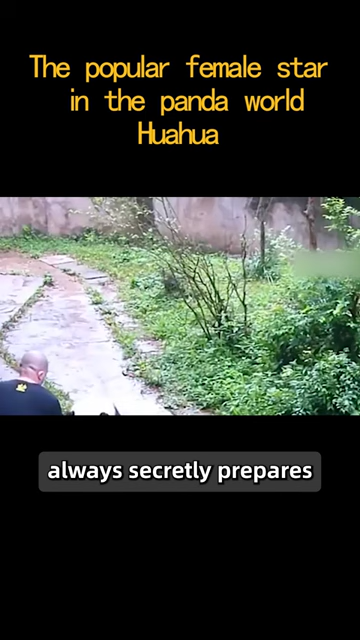 The popular female star
in the panda world
Huahua
always secretly prepares